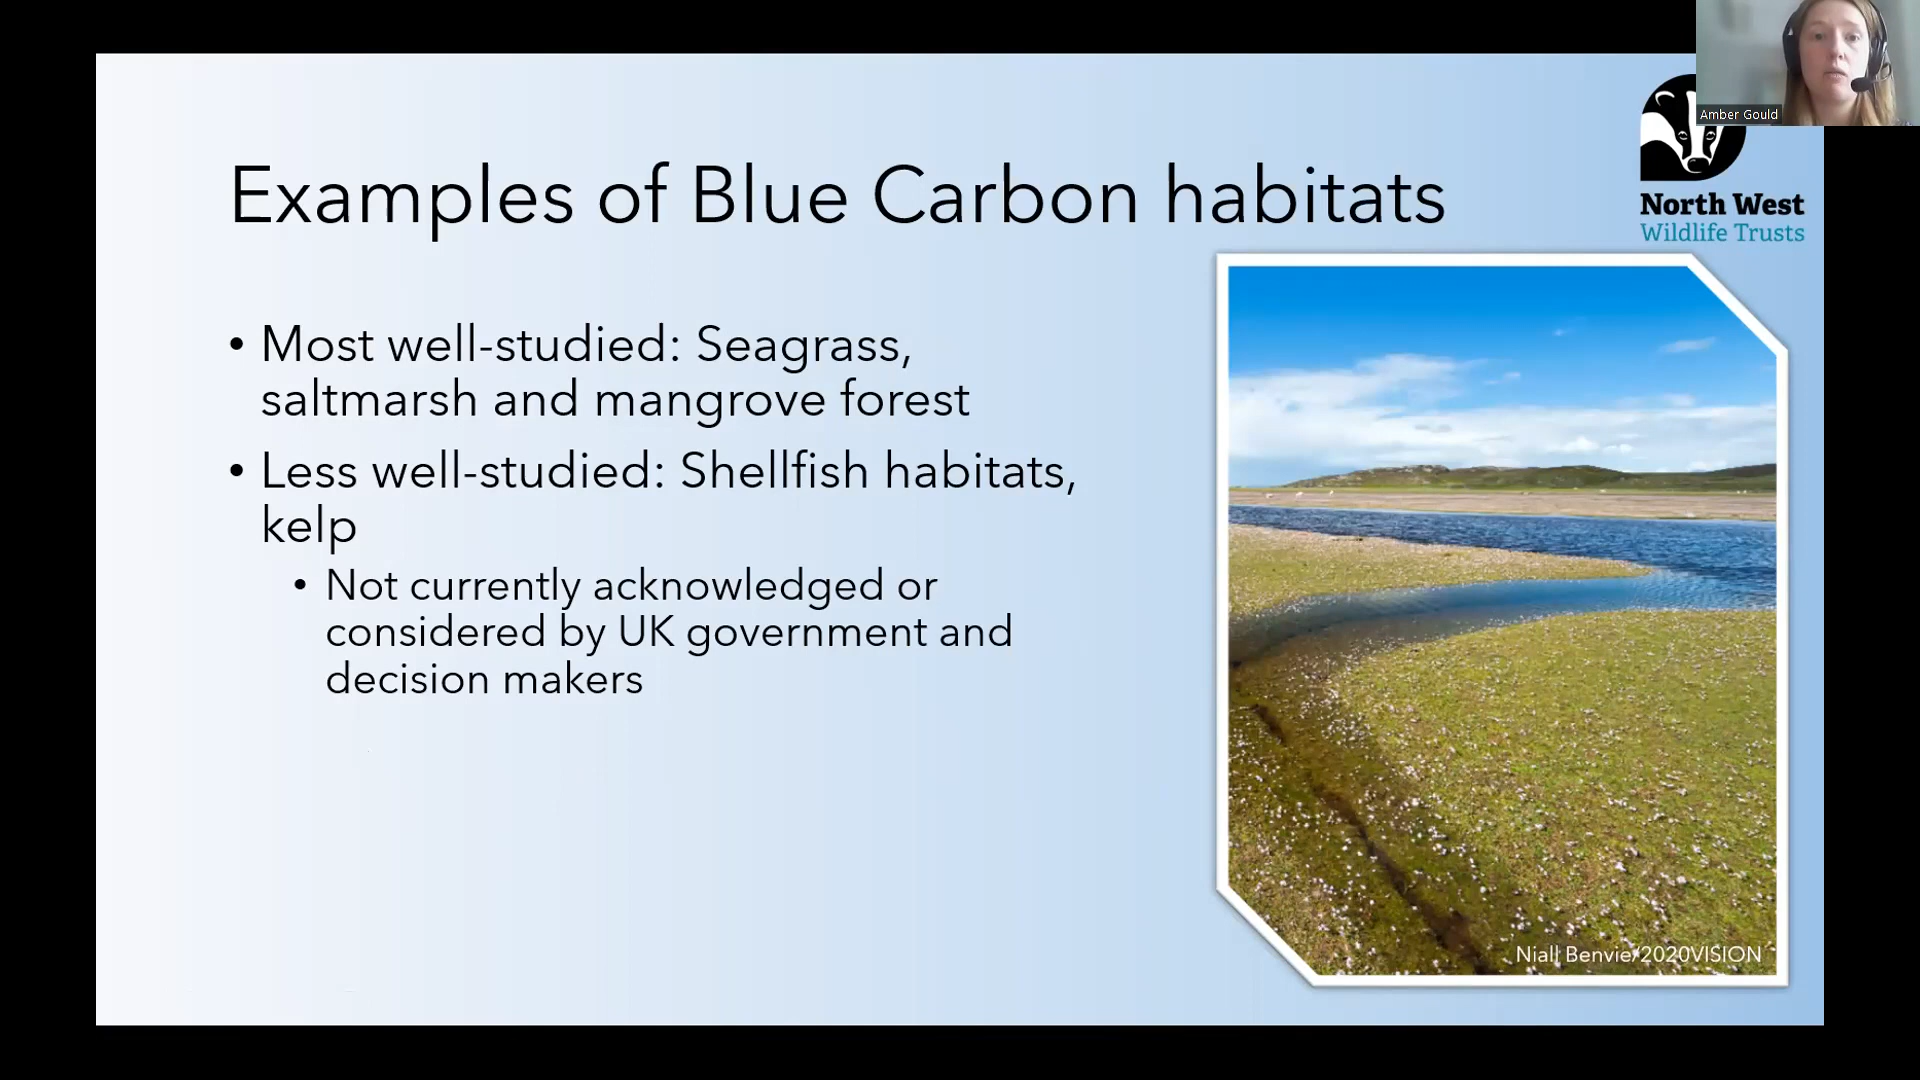 Amber Gould
Examples of Blue Carbon habitats
North West
Wildlife Trusts
• Most well-studied: Seagrass,
saltmarsh and mangrove forest
• Less well-studied: Shellfish habitats,
kelp
• Not currently acknowledged or
considered by UK government and
decision makers
Niall Benvie/2020VISION